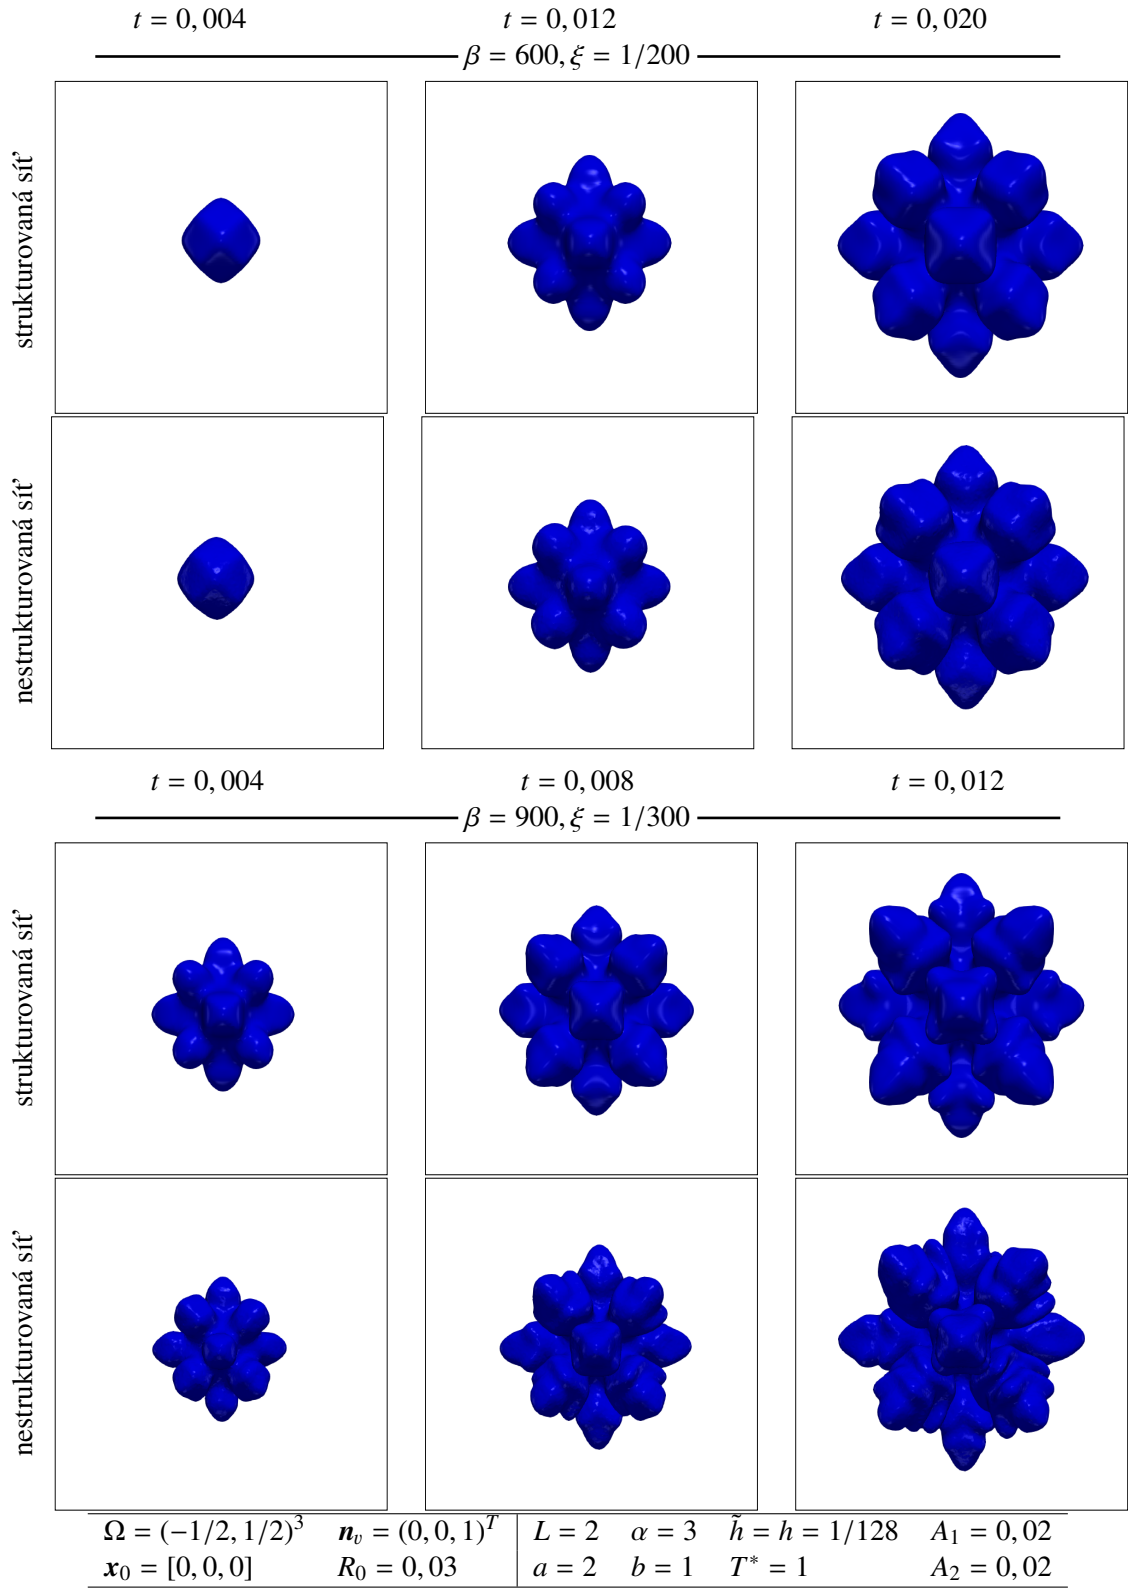 t = 0, 004 t = 0, 012 t = 0, 020
β = 600, ξ = 1/200
strukturovaná síť
nestrukturovaná síť
t = 0, 004 t = 0, 008 t = 0, 012
β = 900, ξ = 1/300
strukturovaná síť
nestrukturovaná síť
Ω = (−1/2, 1/2)³ n_v = (0, 0, 1)^T L = 2 α = 3 h̃ = h = 1/128 A₁ = 0, 02
x₀ = [0, 0, 0] R₀ = 0, 03 a = 2 b = 1 T* = 1 A₂ = 0, 02